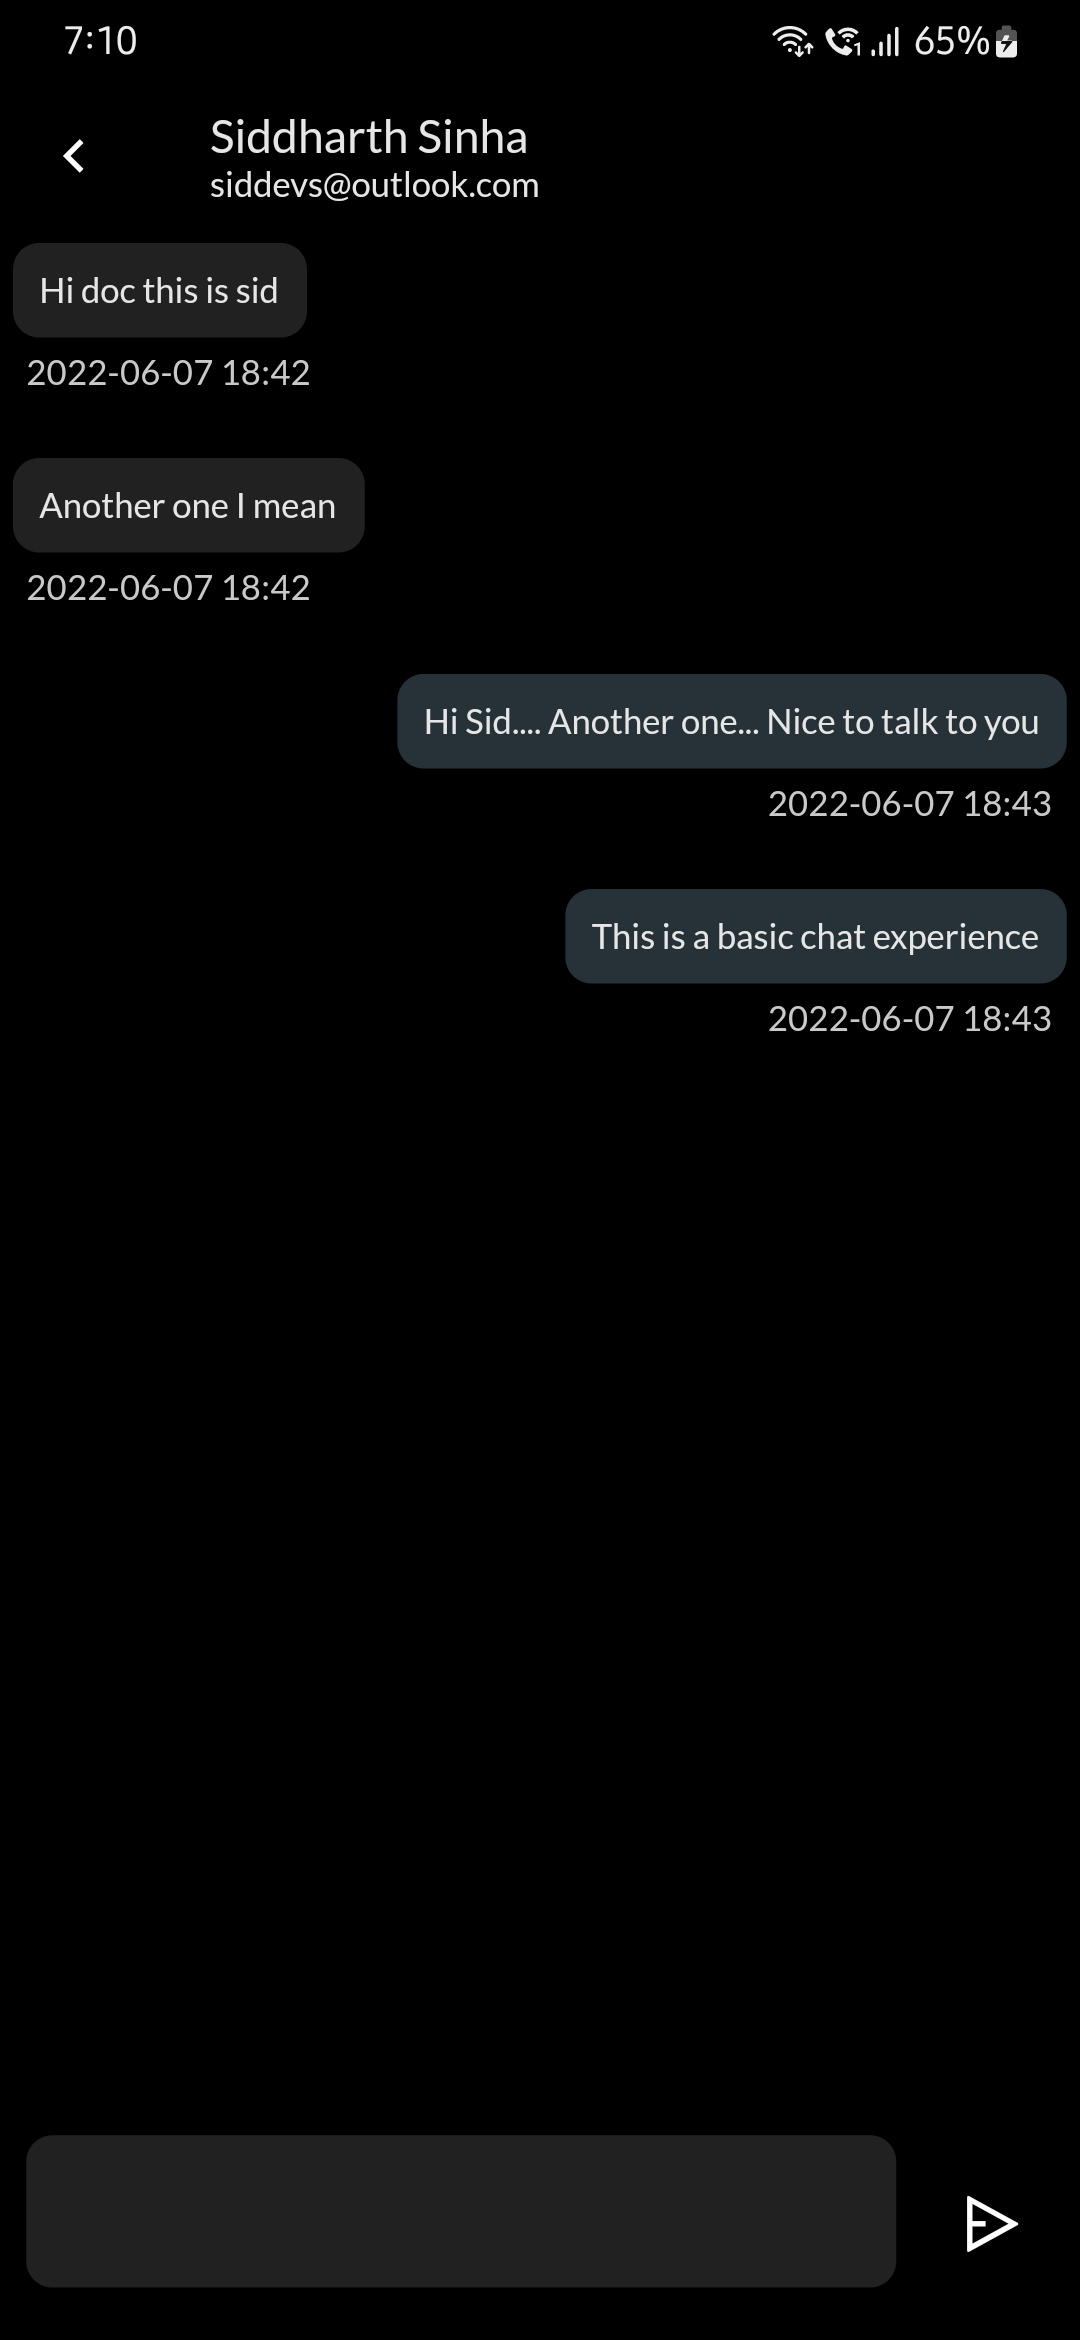 7:10
1 65%
Siddharth Sinha
siddevs@outlook.com
Hi doc this is sid
2022-06-07 18:42
Another one I mean
2022-06-07 18:42
Hi Sid.... Another one... Nice to talk to you
2022-06-07 18:43
This is a basic chat experience
2022-06-07 18:43